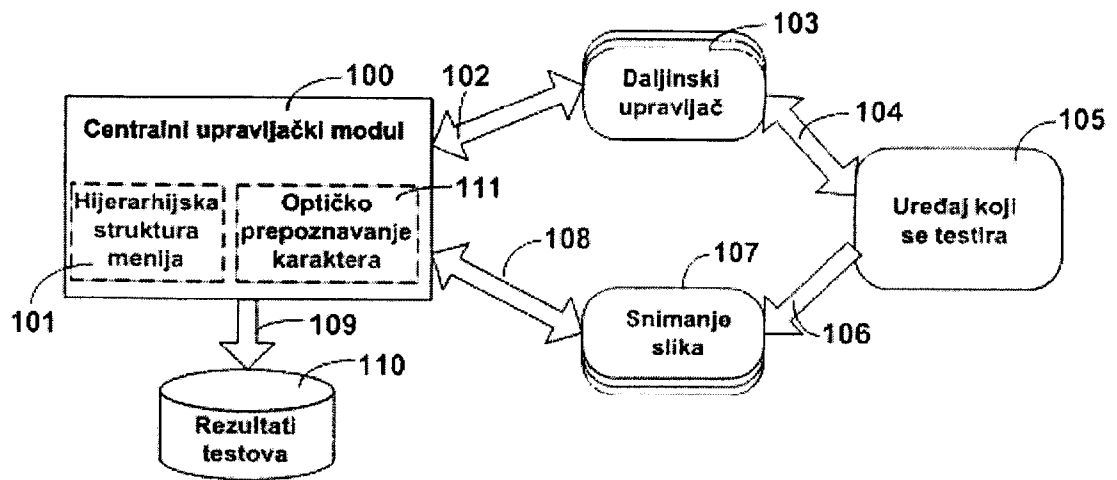 103
100
102
Daljinski
upravljač
Centralni upravljački modul
104
105
111
Hijerarhijska
struktura
menija
Optičko
prepoznavanje
karaktera
Uređaj koji
se testira
108
107
101
109
Snimanje
slika
106
110
Rezultati
testova